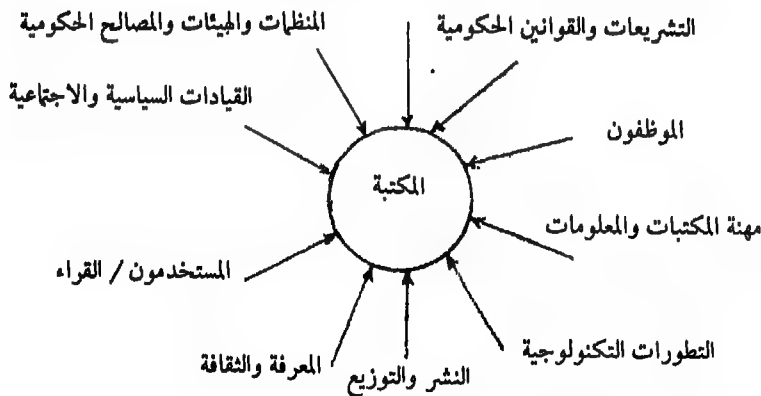 التشريعات والقوانين الحكومية
المنظمات والهيئات والمصالح الحكومية
القيادات السياسية والاجتماعية
الموظفون
المكتبة
مهنة المكتبات والمعلومات
المستخدمون / القراء
التطورات التكنولوجية
المعرفة والثقافة
النشر والتوزيع